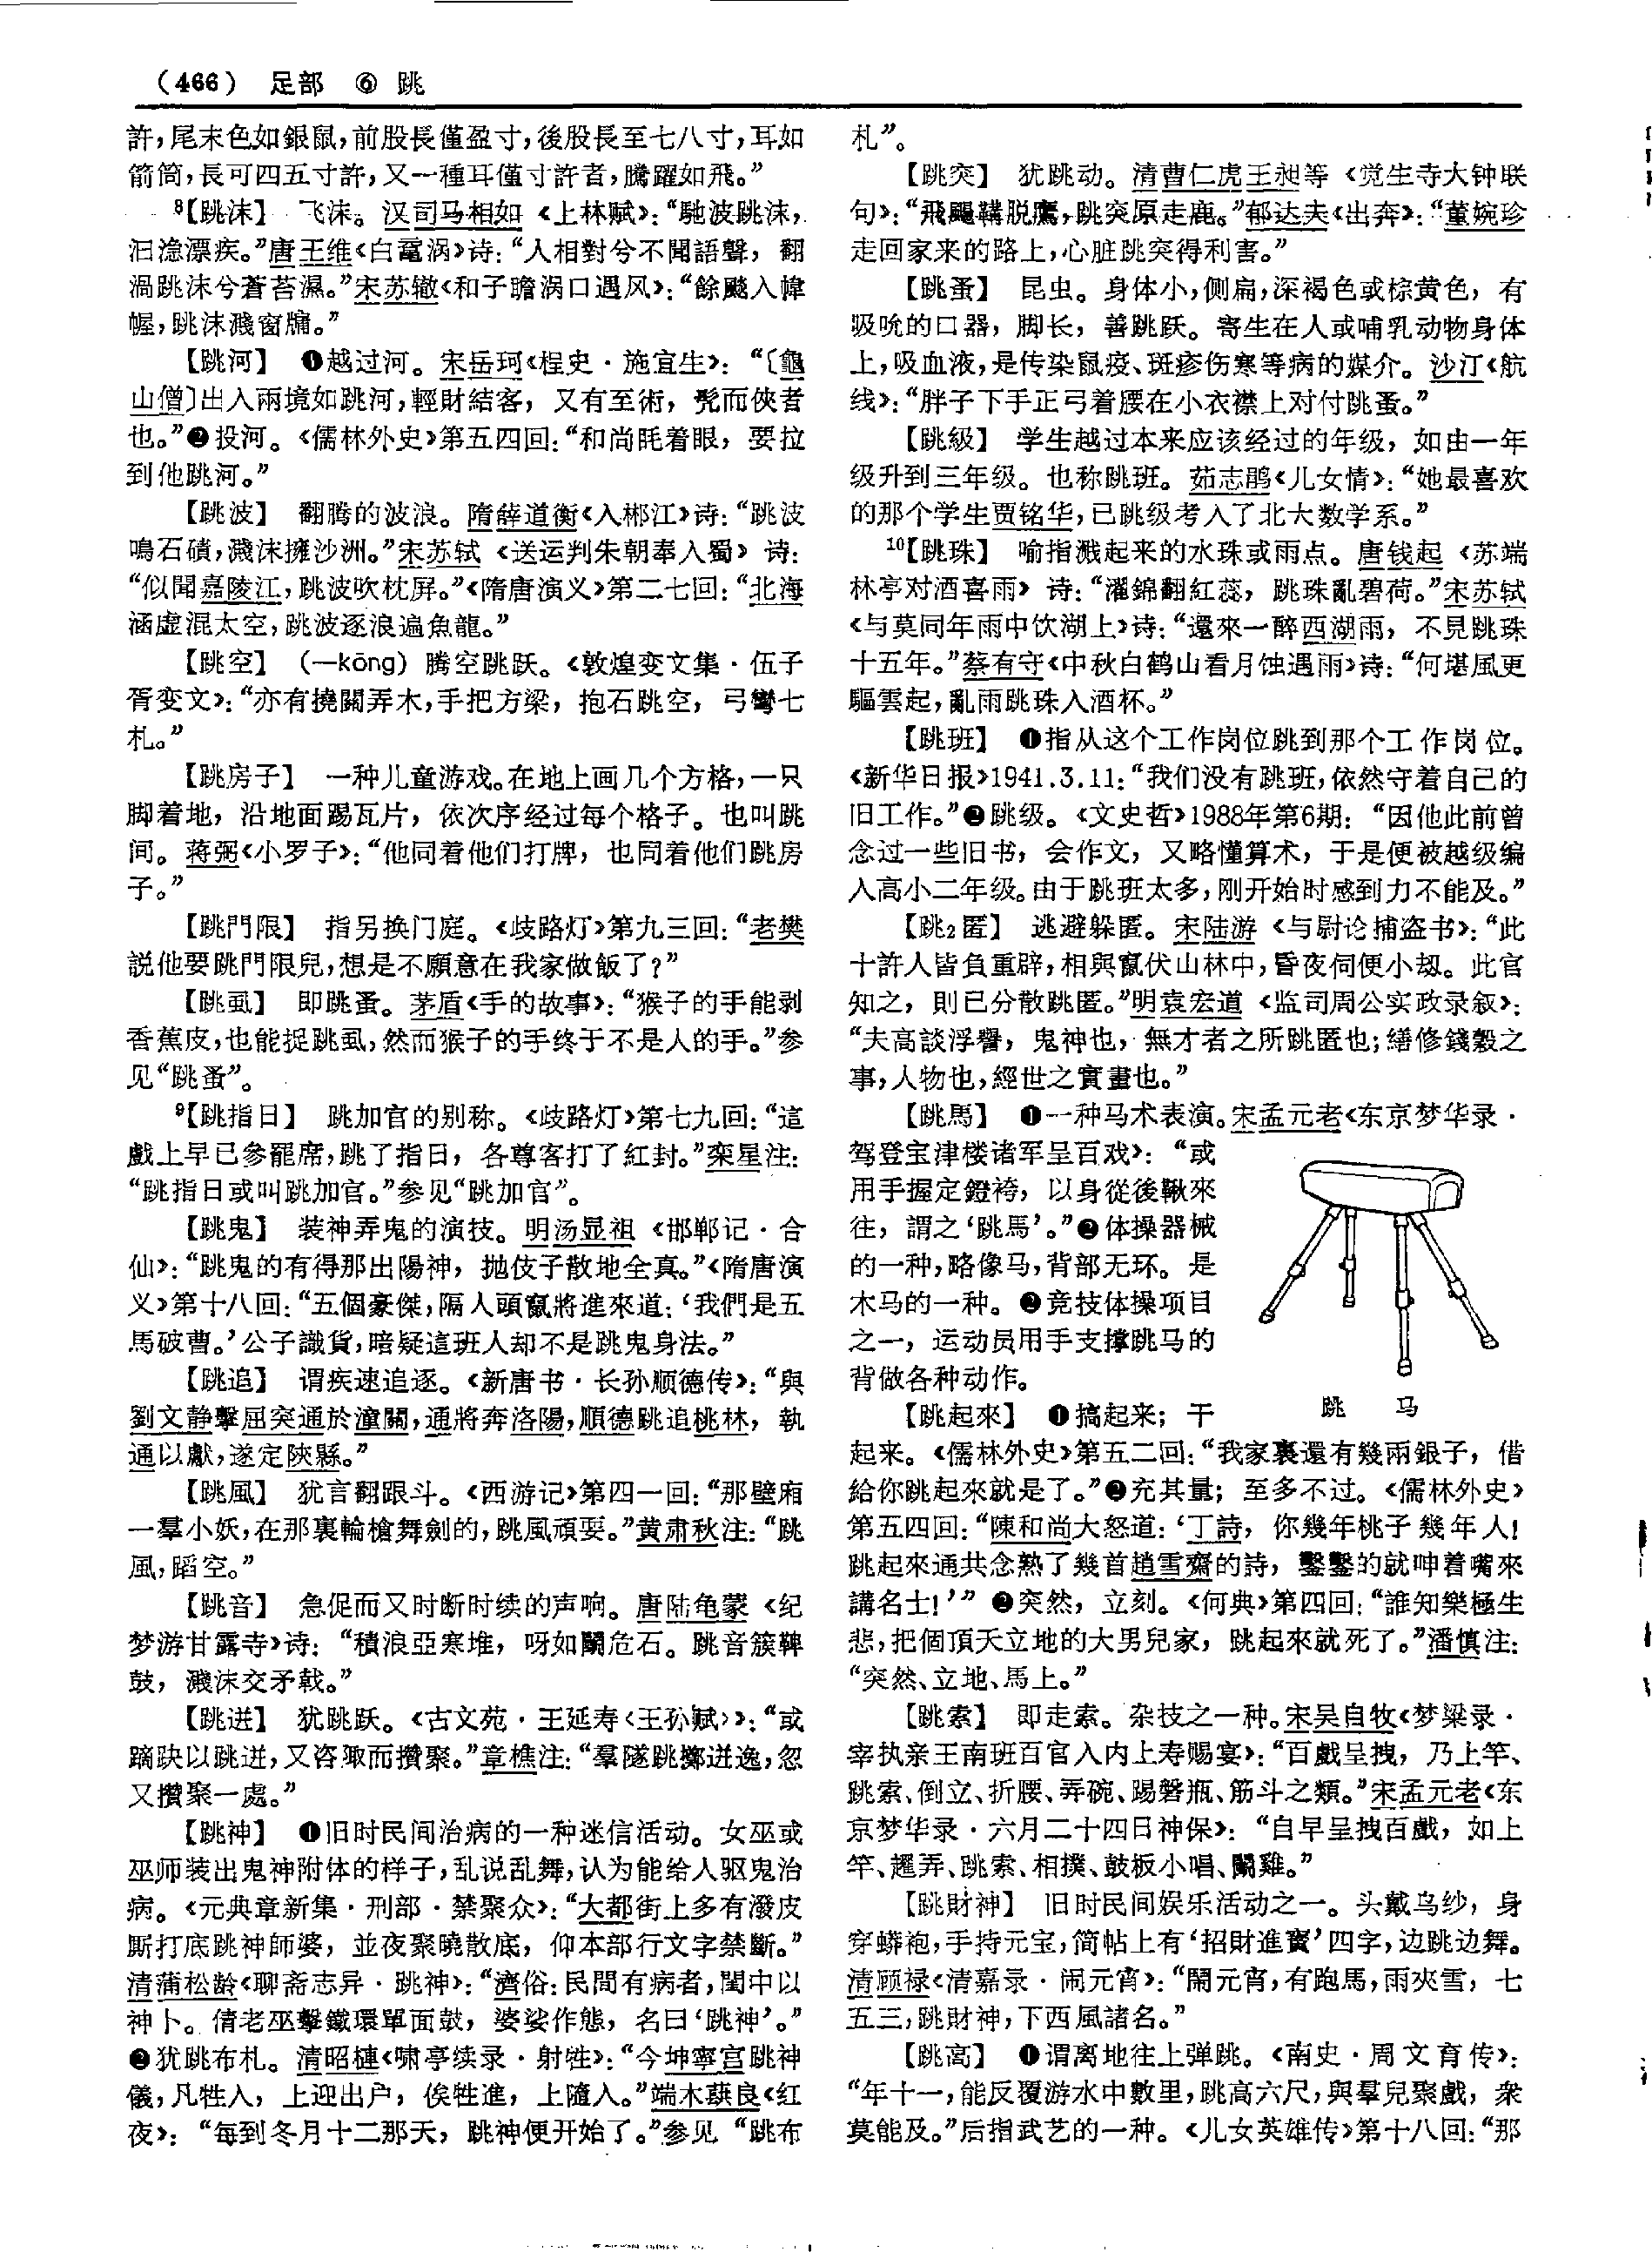 (466) 足部 ⑥ 跳
許，尾末色如銀鼠，前股長僅盈寸，後股長至七八寸，耳如
箭筒，長可四五寸許，又一種耳僅寸許者，騰躍如飛。”
8【跳沫】 飞沫。汉司马相如《上林赋》：“馳波跳沫，
汩㴔漂疾。”唐王维《白鼋涡》诗：“人相對兮不聞語聲，翻
渦跳沫兮蒼苔濕。”宋苏辙《和子瞻涡口遇风》：“餘飈入幃
幄，跳沫濺窗牖。”
【跳河】 ❶越过河。宋岳珂《桯史·施宜生》：“〔龜
山僧〕出入兩境如跳河，輕財結客，又有至術，髡而俠者
也。”❷投河。《儒林外史》第五四回：“和尚眊着眼，要拉
到他跳河。”
【跳波】 翻腾的波浪。隋薛道衡《入郴江》诗：“跳波
鳴石磧，濺沫擁沙洲。”宋苏轼《送运判朱朝奉入蜀》诗：
“似聞嘉陵江，跳波吹枕屏。”《隋唐演义》第二七回：“北海
涵虚混太空，跳波逐浪遍魚龍。”
【跳空】 (一kōng) 腾空跳跃。《敦煌变文集·伍子
胥变文》：“亦有撓關弄木，手把方梁，抱石跳空，弓彎七
札。”
【跳房子】 一种儿童游戏。在地上画几个方格，一只
脚着地，沿地面踢瓦片，依次序经过每个格子。也叫跳
间。蒋弼《小罗子》：“他同着他们打牌，也同着他们跳房
子。”
【跳門限】 指另换门庭。《歧路灯》第九三回：“老樊
説他要跳門限兒，想是不願意在我家做飯了？”
【跳虱】 即跳蚤。茅盾《手的故事》：“猴子的手能剥
香蕉皮，也能捉跳虱，然而猴子的手终于不是人的手。”参
见“跳蚤”。
9【跳指日】 跳加官的别称。《歧路灯》第七九回：“這
戲上早已參罷席，跳了指日，各尊客打了紅封。”栾星注：
“跳指日或叫跳加官。”参见“跳加官”。
【跳鬼】 装神弄鬼的演技。明汤显祖《邯郸记·合
仙》：“跳鬼的有得那出陽神，抛伎子散地全真。”《隋唐演
义》第十八回：“五個豪傑，隔人頭竄將進來道：‘我們是五
馬破曹。’公子識貨，暗疑這班人却不是跳鬼身法。”
【跳追】 谓疾速追逐。《新唐书·长孙顺德传》：“與
劉文静擊屈突通於潼關，通將奔洛陽，順德跳追桃林，執
通以獻，遂定陝縣。”
【跳風】 犹言翻跟斗。《西游记》第四一回：“那壁廂
一羣小妖，在那裏輪槍舞劍的，跳風頑耍。”黄肃秋注：“跳
風，蹈空。”
【跳音】 急促而又时断时续的声响。唐陆龟蒙《纪
梦游甘露寺》诗：“積浪亞寒堆，呀如鬬危石。跳音簇鞞
鼓，濺沫交矛戟。”
【跳迸】 犹跳跃。《古文苑·王延寿〈王孙赋〉》：“或
蹢趹以跳迸，又咨陬而攢聚。”章樵注：“羣隊跳擲迸逸，忽
又攢聚一處。”
【跳神】 ❶旧时民间治病的一种迷信活动。女巫或
巫师装出鬼神附体的样子，乱说乱舞，认为能给人驱鬼治
病。《元典章新集·刑部·禁聚众》：“大都街上多有潑皮
厮打底跳神師婆，並夜聚曉散底，仰本部行文字禁斷。”
清蒲松龄《聊斋志异·跳神》：“濟俗：民間有病者，閨中以
神卜。倩老巫擊鐵環單面鼓，婆娑作態，名曰‘跳神’。”
❷犹跳布札。清昭梿《啸亭续录·射牲》：“今坤寧宫跳神
儀，凡牲入，上迎出户，俟牲進，上隨入。”端木蕻良《红
夜》：“每到冬月十二那天，跳神便开始了。”参见“跳布
札”。
【跳突】 犹跳动。清曹仁虎王昶等《觉生寺大钟联
句》：“飛颺鞲脱鷹，跳突原走鹿。”郁达夫《出奔》：“董婉珍
走回家来的路上，心脏跳突得利害。”
【跳蚤】 昆虫。身体小，侧扁，深褐色或棕黄色，有
吸吮的口器，脚长，善跳跃。寄生在人或哺乳动物身体
上，吸血液，是传染鼠疫、斑疹伤寒等病的媒介。沙汀《航
线》：“胖子下手正弓着腰在小衣襟上对付跳蚤。”
【跳級】 学生越过本来应该经过的年级，如由一年
级升到三年级。也称跳班。茹志鹃《儿女情》：“她最喜欢
的那个学生贾铭华，已跳级考入了北大数学系。”
10【跳珠】 喻指溅起来的水珠或雨点。唐钱起《苏端
林亭对酒喜雨》诗：“濯錦翻紅蕊，跳珠亂碧荷。”宋苏轼
《与莫同年雨中饮湖上》诗：“還來一醉西湖雨，不見跳珠
十五年。”蔡有守《中秋白鹤山看月蚀遇雨》诗：“何堪風更
驅雲起，亂雨跳珠入酒杯。”
【跳班】 ❶指从这个工作岗位跳到那个工作岗位。
《新华日报》1941.3.11：“我们没有跳班，依然守着自己的
旧工作。”❷跳级。《文史哲》1988年第6期：“因他此前曾
念过一些旧书，会作文，又略懂算术，于是便被越级编
入高小二年级。由于跳班太多，刚开始时感到力不能及。”
【跳₂匿】 逃避躲匿。宋陆游《与尉论捕盗书》：“此
十許人皆負重辟，相與竄伏山林中，昏夜伺便小刼。此官
知之，則已分散跳匿。”明袁宏道《监司周公实政录叙》：
“夫高談浮譽，鬼神也，無才者之所跳匿也；繕修錢穀之
事，人物也，經世之實畫也。”
【跳馬】 ❶一种马术表演。宋孟元老《东京梦华录·
驾登宝津楼诸军呈百戏》：“或
用手握定鐙袴，以身從後鞦來
往，謂之‘跳馬’。”❷体操器械
的一种，略像马，背部无环。是
木马的一种。❸竞技体操项目
之一，运动员用手支撑跳马的
背做各种动作。
跳 马
【跳起來】 ❶搞起来；干
起来。《儒林外史》第五二回：“我家裏還有幾兩銀子，借
給你跳起來就是了。”❷充其量；至多不过。《儒林外史》
第五四回：“陳和尚大怒道：‘丁詩，你幾年桃子幾年人！
跳起來通共念熟了幾首趙雪齋的詩，鑿鑿的就呻着嘴來
講名士！’” ❸突然，立刻。《何典》第四回：“誰知樂極生
悲，把個頂天立地的大男兒家，跳起來就死了。”潘慎注：
“突然、立地、馬上。”
【跳索】 即走索。杂技之一种。宋吴自牧《梦粱录·
宰执亲王南班百官入内上寿赐宴》：“百戲呈拽，乃上竿、
跳索、倒立、折腰、弄碗、踢磬瓶、筋斗之類。”宋孟元老《东
京梦华录·六月二十四日神保》：“自早呈拽百戲，如上
竿、趯弄、跳索、相撲、鼓板小唱、鬬雞。”
【跳財神】 旧时民间娱乐活动之一。头戴乌纱，身
穿蟒袍，手持元宝，简帖上有‘招財進寶’四字，边跳边舞。
清顾禄《清嘉录·闹元宵》：“鬧元宵，有跑馬，雨夾雪，七
五三，跳財神，下西風諸名。”
【跳高】 ❶谓离地往上弹跳。《南史·周文育传》：
“年十一，能反覆游水中數里，跳高六尺，與羣兒聚戲，衆
莫能及。”后指武艺的一种。《儿女英雄传》第十八回：“那